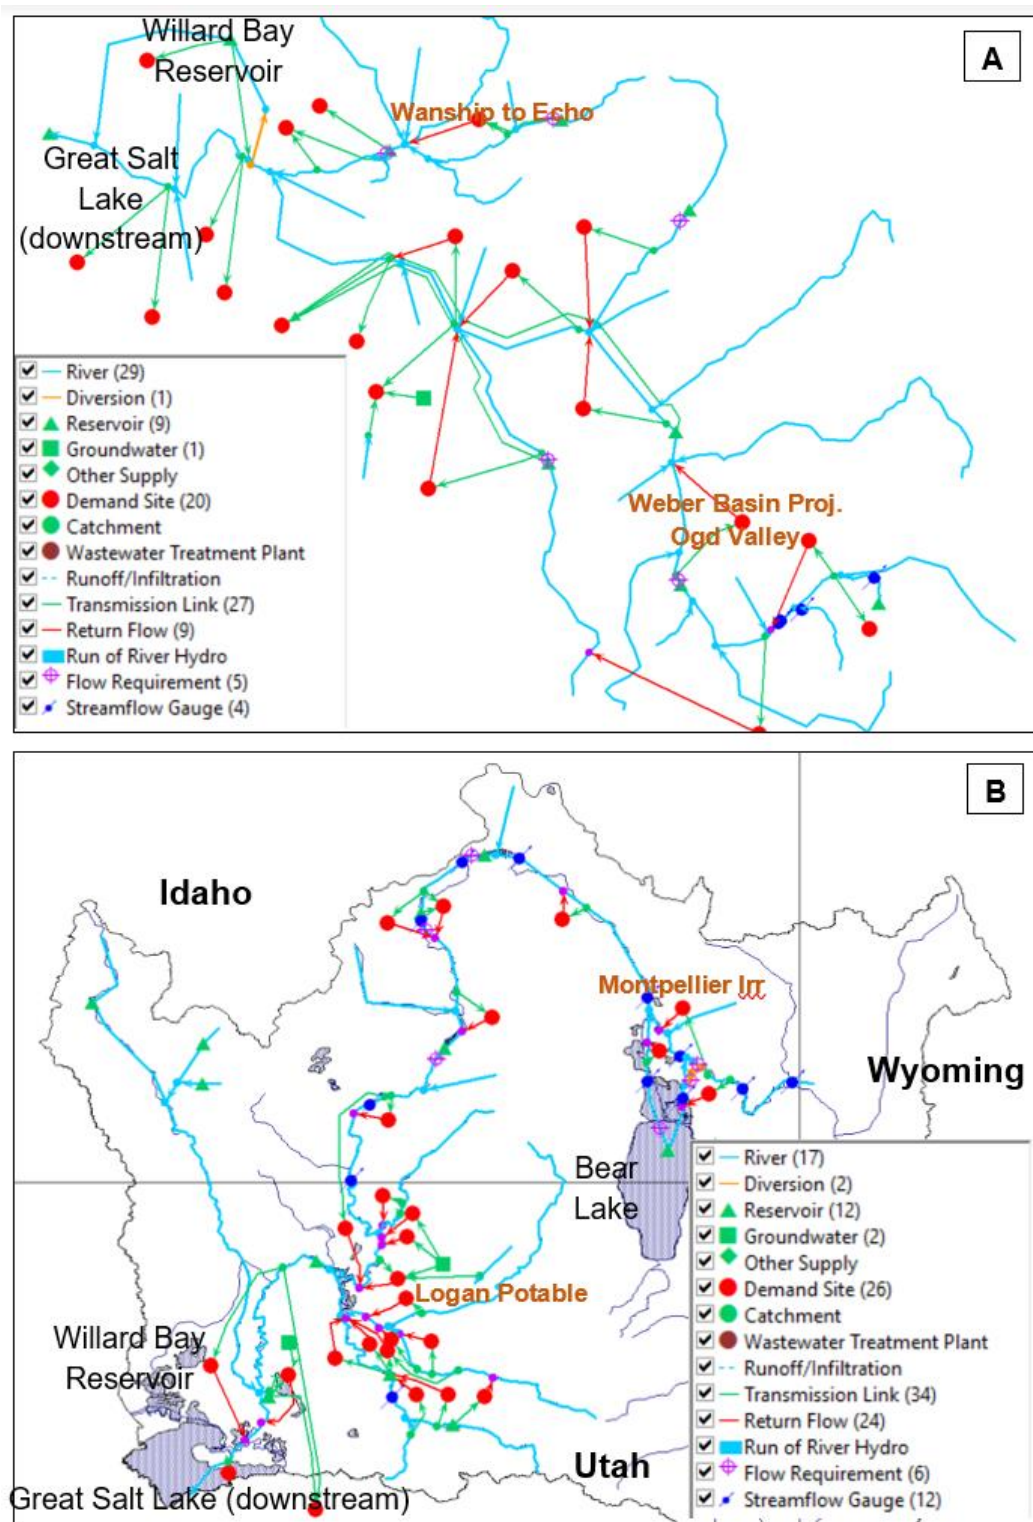 Willard Bay
Reservoir
A
Wanship to Echo
Great Salt
Lake
(downstream)
River (29)
Diversion (1)
Reservoir (9)
Groundwater (1)
Other Supply
Demand Site (20)
Catchment
Wastewater Treatment Plant
Runoff/Infiltration
Transmission Link (27)
Return Flow (9)
Run of River Hydro
Flow Requirement (5)
Streamflow Gauge (4)
Weber Basin Proj.
Ogd Valley
B
Idaho
Montpellier Irr
Wyoming
Bear
Lake
Logan Potable
Willard Bay
Reservoir
Utah
Great Salt Lake (downstream)
River (17)
Diversion (2)
Reservoir (12)
Groundwater (2)
Other Supply
Demand Site (26)
Catchment
Wastewater Treatment Plant
Runoff/Infiltration
Transmission Link (34)
Return Flow (24)
Run of River Hydro
Flow Requirement (6)
Streamflow Gauge (12)